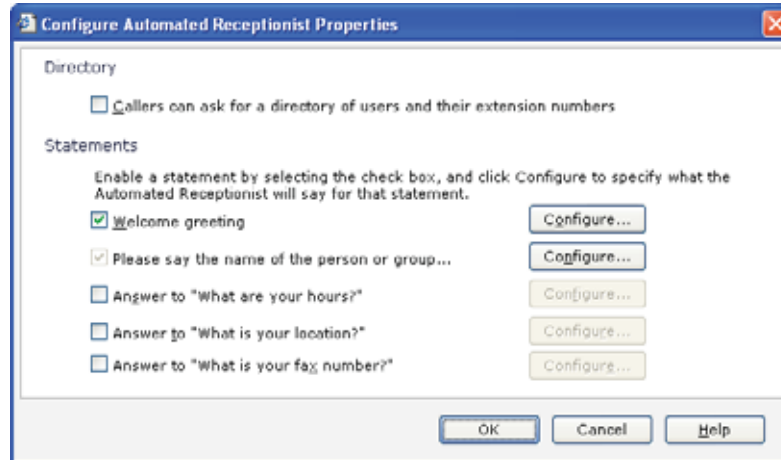 Configure Automated Receptionist Properties
Directory
Callers can ask for a directory of users and their extension numbers
Statements
Enable a statement by selecting the check box, and click Configure to specify what the
Automated Receptionist will say for that statement.
Welcome greeting Configure...
Please say the name of the person or group... Configure...
Answer to "What are your hours?" Configure...
Answer to "What is your location?" Configure...
Answer to "What is your fax number?" Configure...
OK Cancel Help